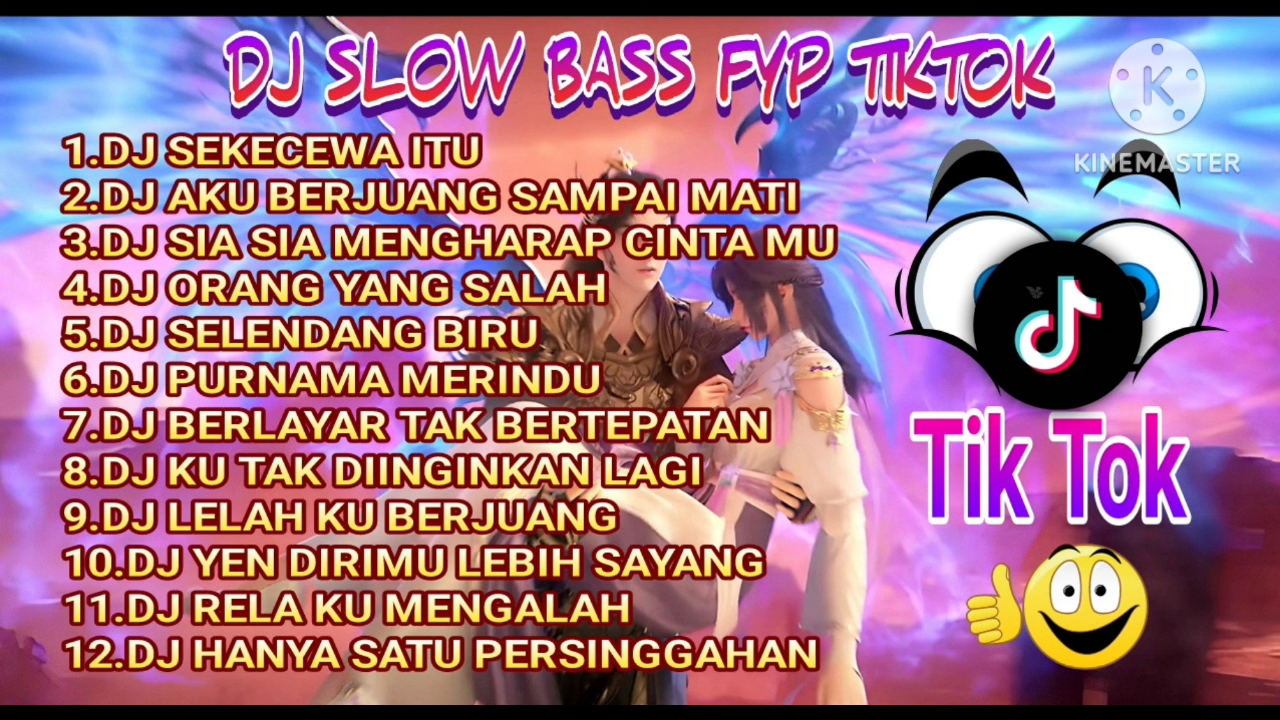 DJ SLOW BASS FYP TIKTOK
K
KINEMASTER
1.DJ SEKECEWA ITU
2.DJ AKU BERJUANG SAMPAI MATI
3.DJ SIA SIA MENGHARAP CINTA MU
4.DJ ORANG YANG SALAH
5.DJ SELENDANG BIRU
6.DJ PURNAMA MERINDU
7.DJ BERLAYAR TAK BERTEPATAN
8.DJ KU TAK DIINGINKAN LAGI
9.DJ LELAH KU BERJUANG
10.DJ YEN DIRIMU LEBIH SAYANG
11.DJ RELA KU MENGALAH
12.DJ HANYA SATU PERSINGGAHAN
Tik Tok